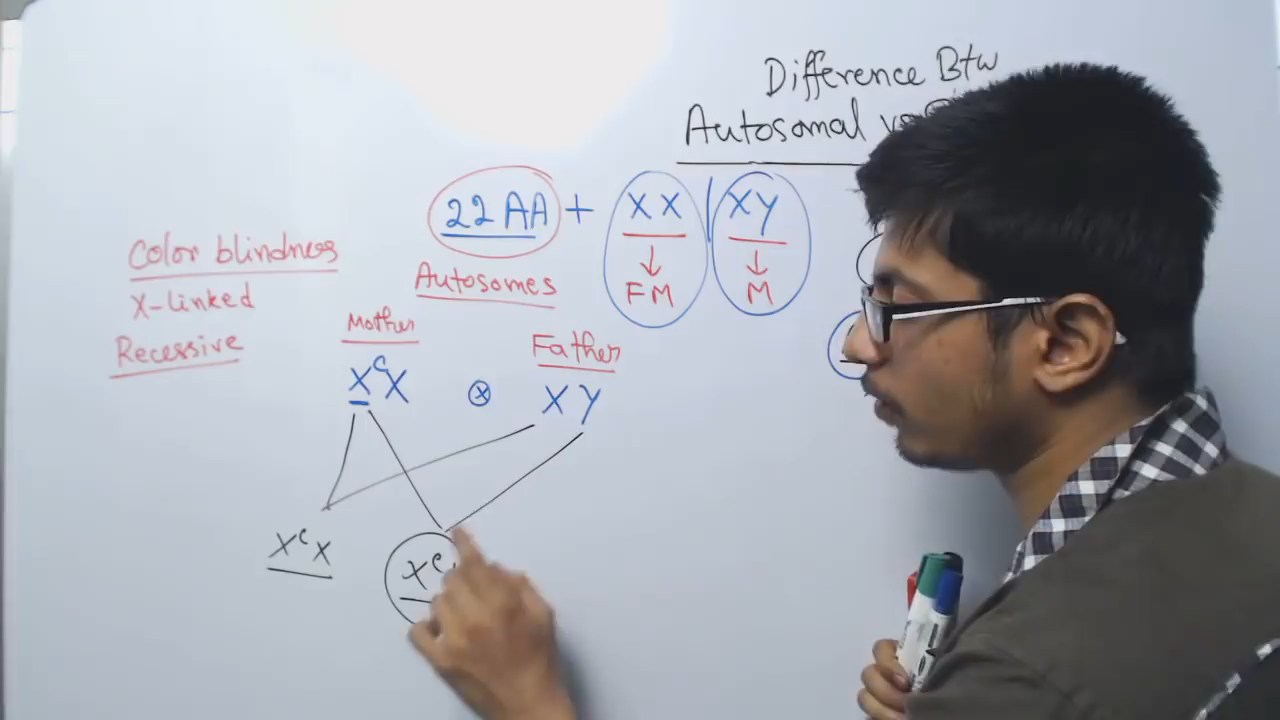 Difference Btw
Autosomal vs
22 AA + XX | XY
↓ ↓
FM M
Autosomes
Color blindness
X-linked
Recessive
Mother
Father
XᶜX ⊗ XY
XᶜX Xᶜ